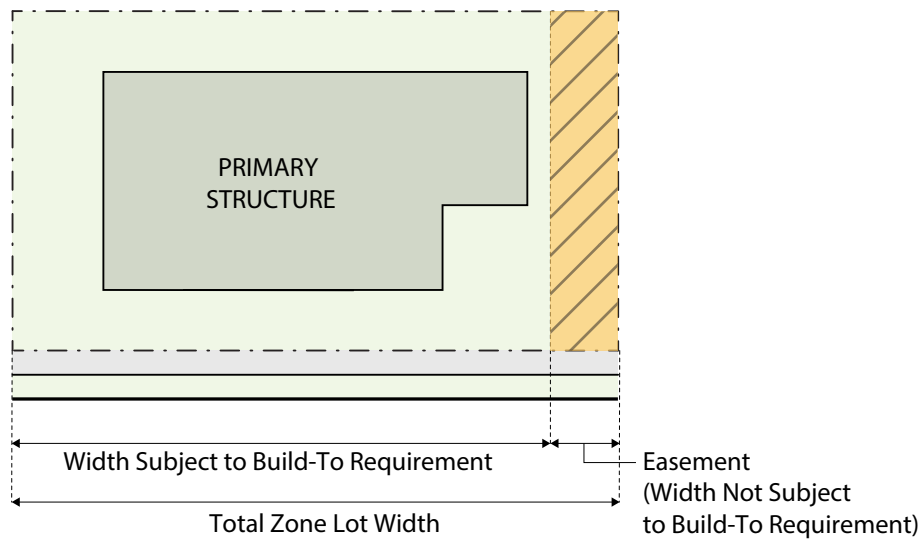 PRIMARY
STRUCTURE
Width Subject to Build-To Requirement
Easement
(Width Not Subject
to Build-To Requirement)
Total Zone Lot Width